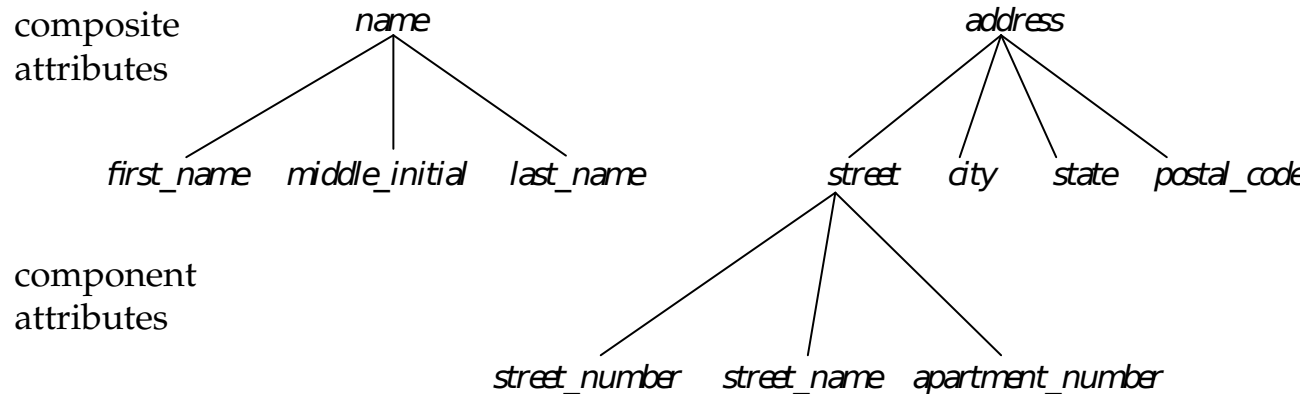 composite
attributes
name
address
first_name middle_initial last_name
street city state postal_code
component
attributes
street_number street_name apartment_number